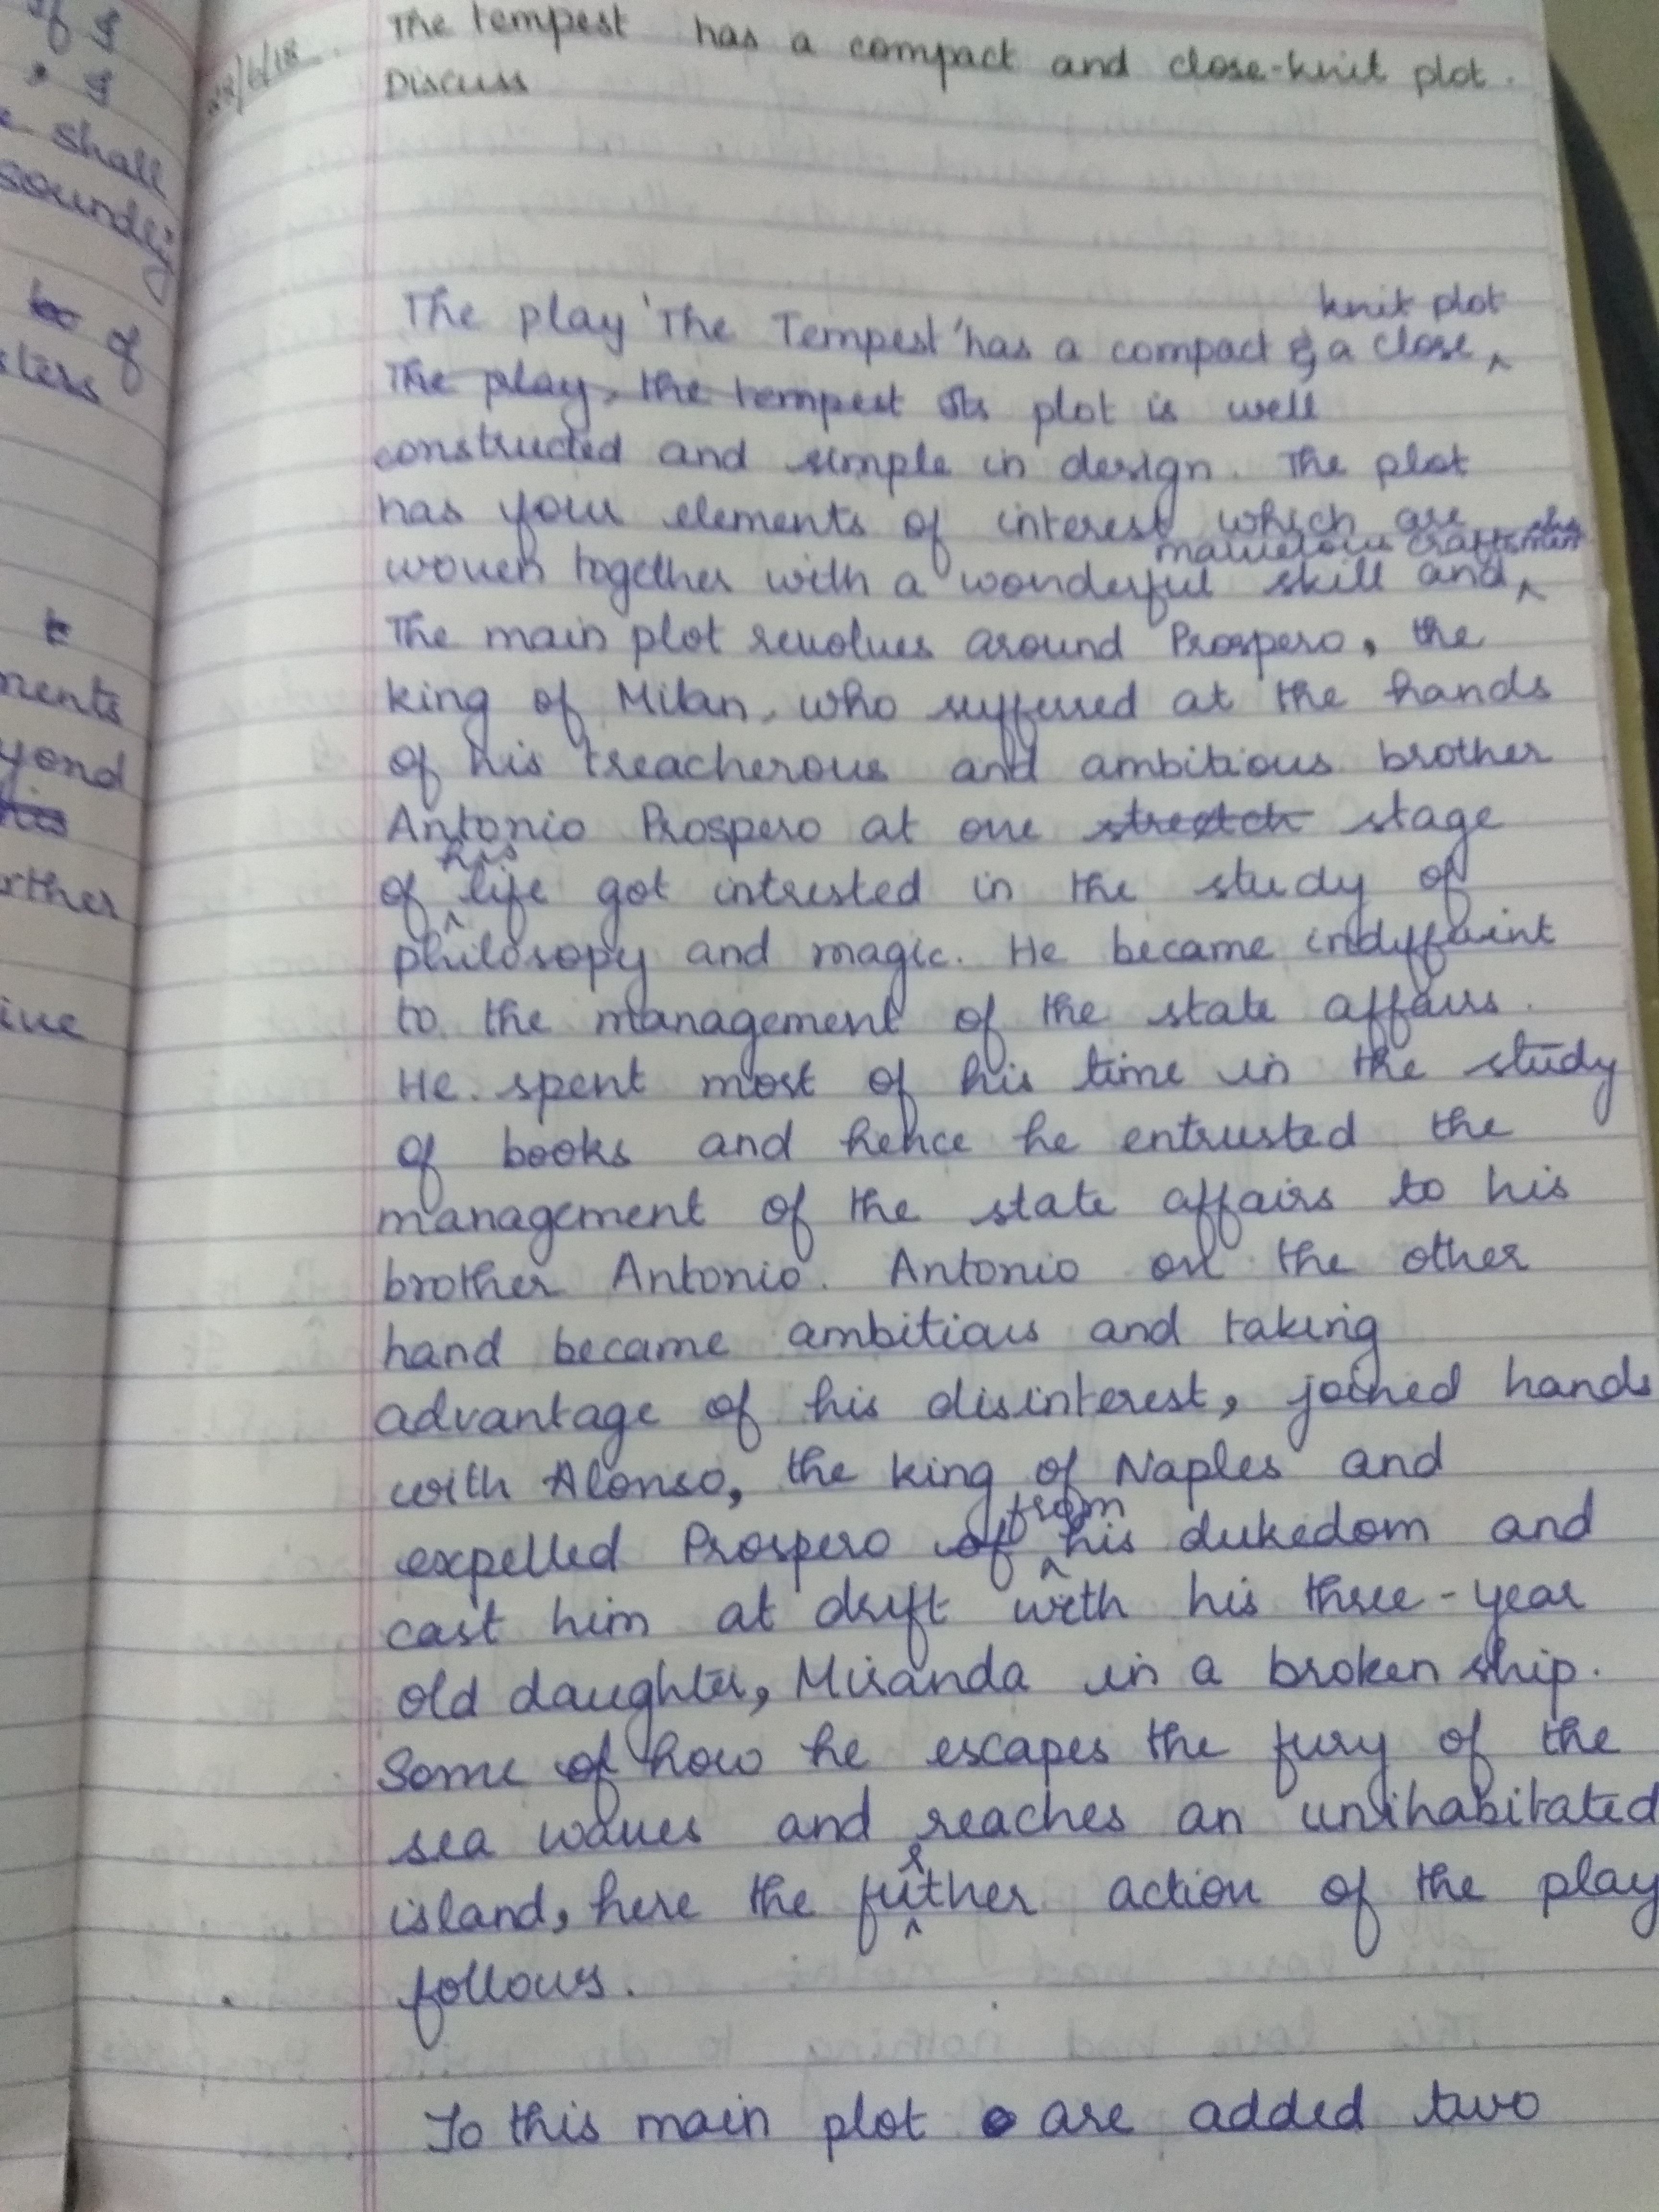 If I
, I
shall
soundly
of
ments
yond
rther
ive
28/6/18. The tempest has a compact and close-knit plot.
Discuss
The play 'The Tempest' has a compact & a close knit plot
The play, the tempest Its plot is well
constructed and simple in design. The plot
has four elements of interest which are
woven together with a wonderful skill and marvelous
The main plot revolves around Prospero, the
king of Milan, who suffered at the hands
of his treacherous and ambitious brother
Antonio Prospero at one stretch stage
of his life got intrested in the study of
philosopy and magic. He became indiffaint
to the management of the state affairs.
He spent most of his time in the study
of books and hence he entrusted the
management of the state affairs to his
brother Antonio. Antonio on the other
hand became ambitious and taking
advantage of his disinterest, joined hands
with Alonso, the king of Naples and
expelled Prospero of from his dukedom and
cast him at drift with his three-year
old daughter, Miranda in a broken ship.
Some of how he escapes the fury of the
sea waves and reaches an unihabitated
island, here the further action of the play
follows.
To this main plot are added two